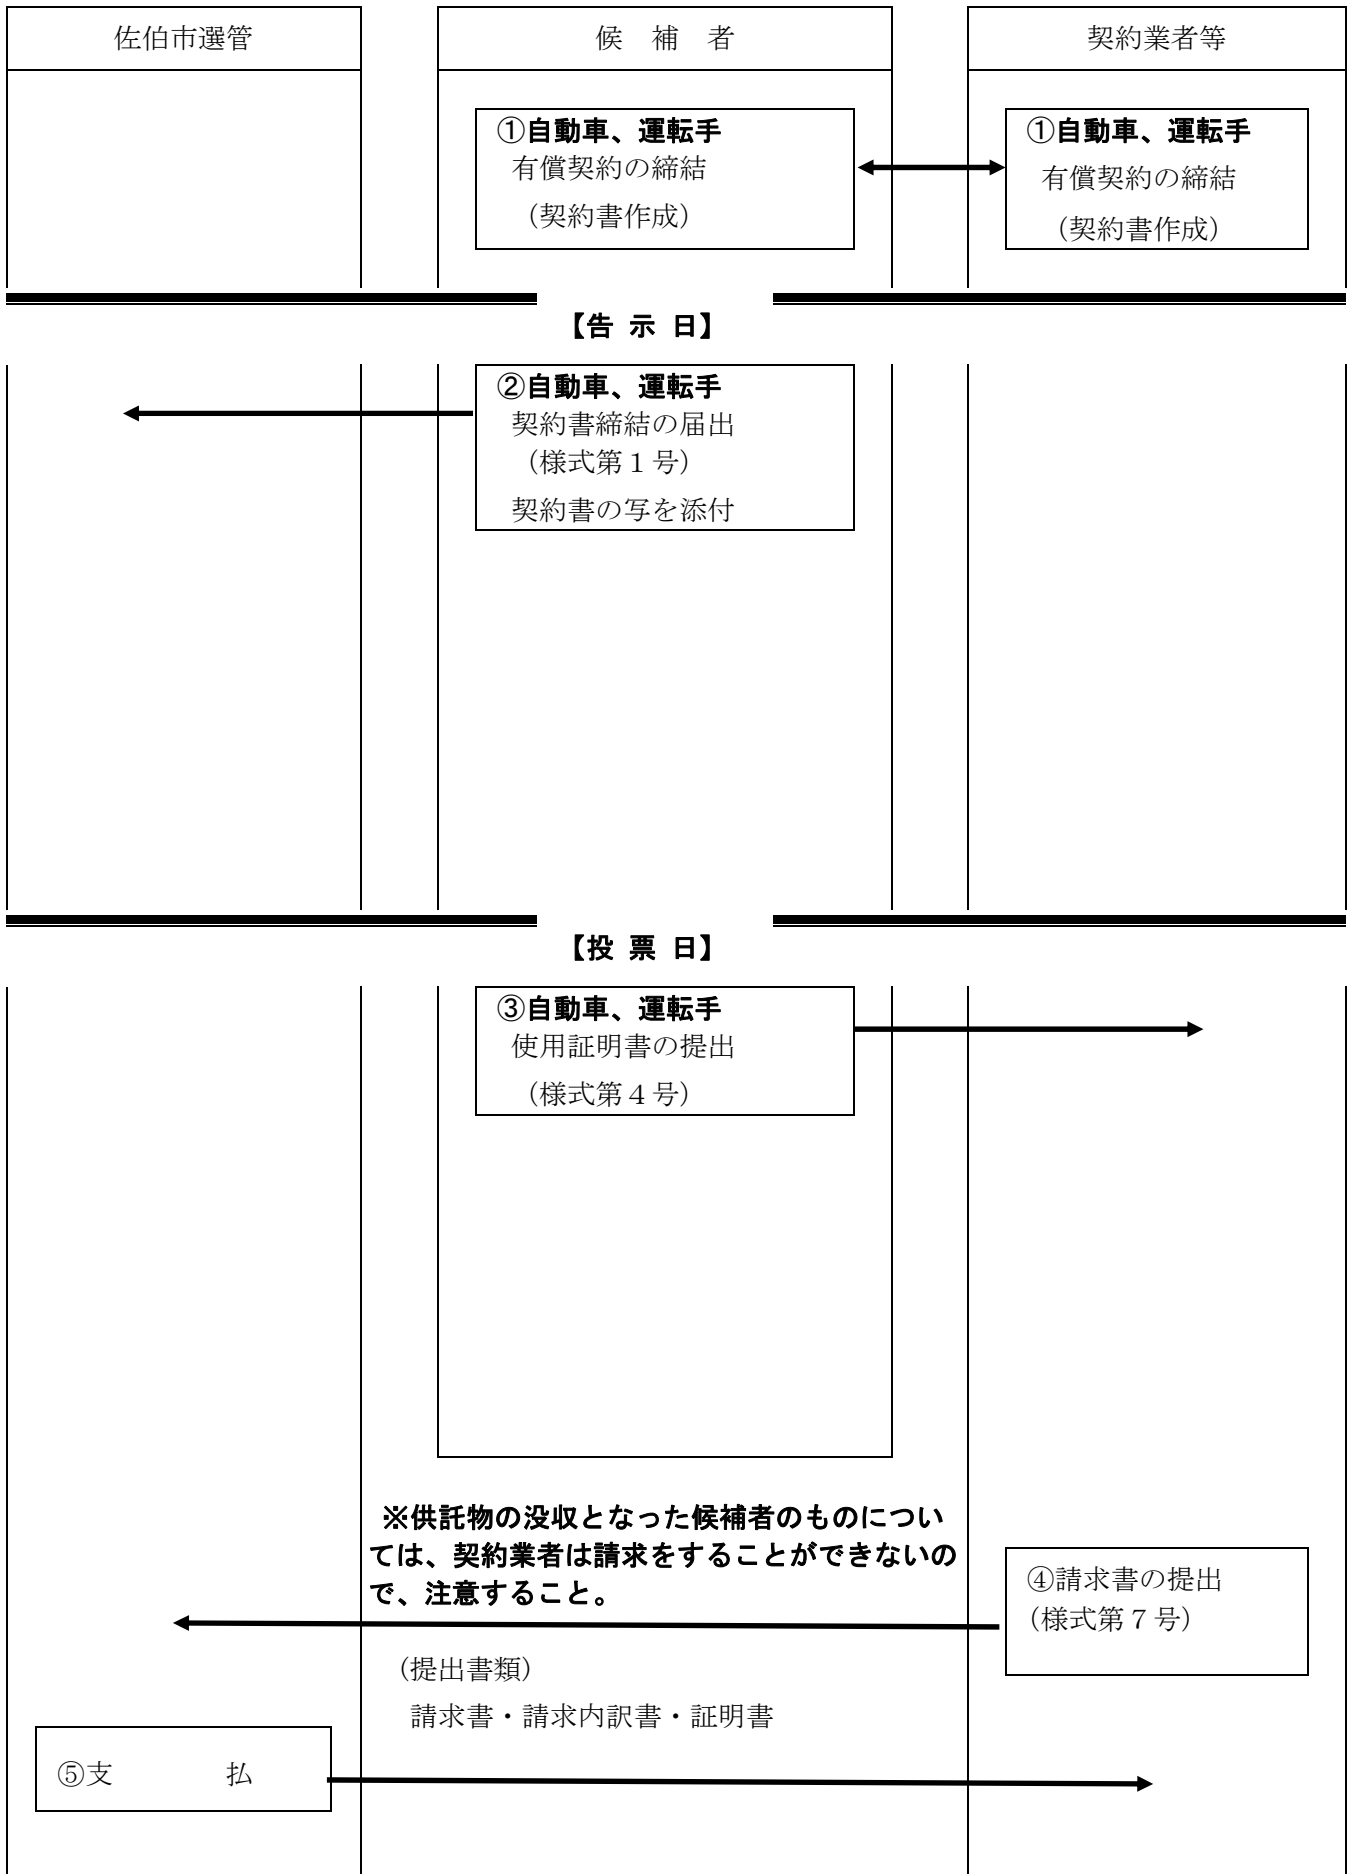 佐伯市選管
候　補　者
契約業者等
①自動車、運転手
有償契約の締結
（契約書作成）
①自動車、運転手
有償契約の締結
（契約書作成）
【告 示 日】
②自動車、運転手
契約書締結の届出
（様式第１号）
契約書の写を添付
【投 票 日】
③自動車、運転手
使用証明書の提出
（様式第４号）
※供託物の没収となった候補者のものについ
ては、契約業者は請求をすることができないの
で、注意すること。
④請求書の提出
（様式第７号）
（提出書類）
請求書・請求内訳書・証明書
⑤支　　　　払